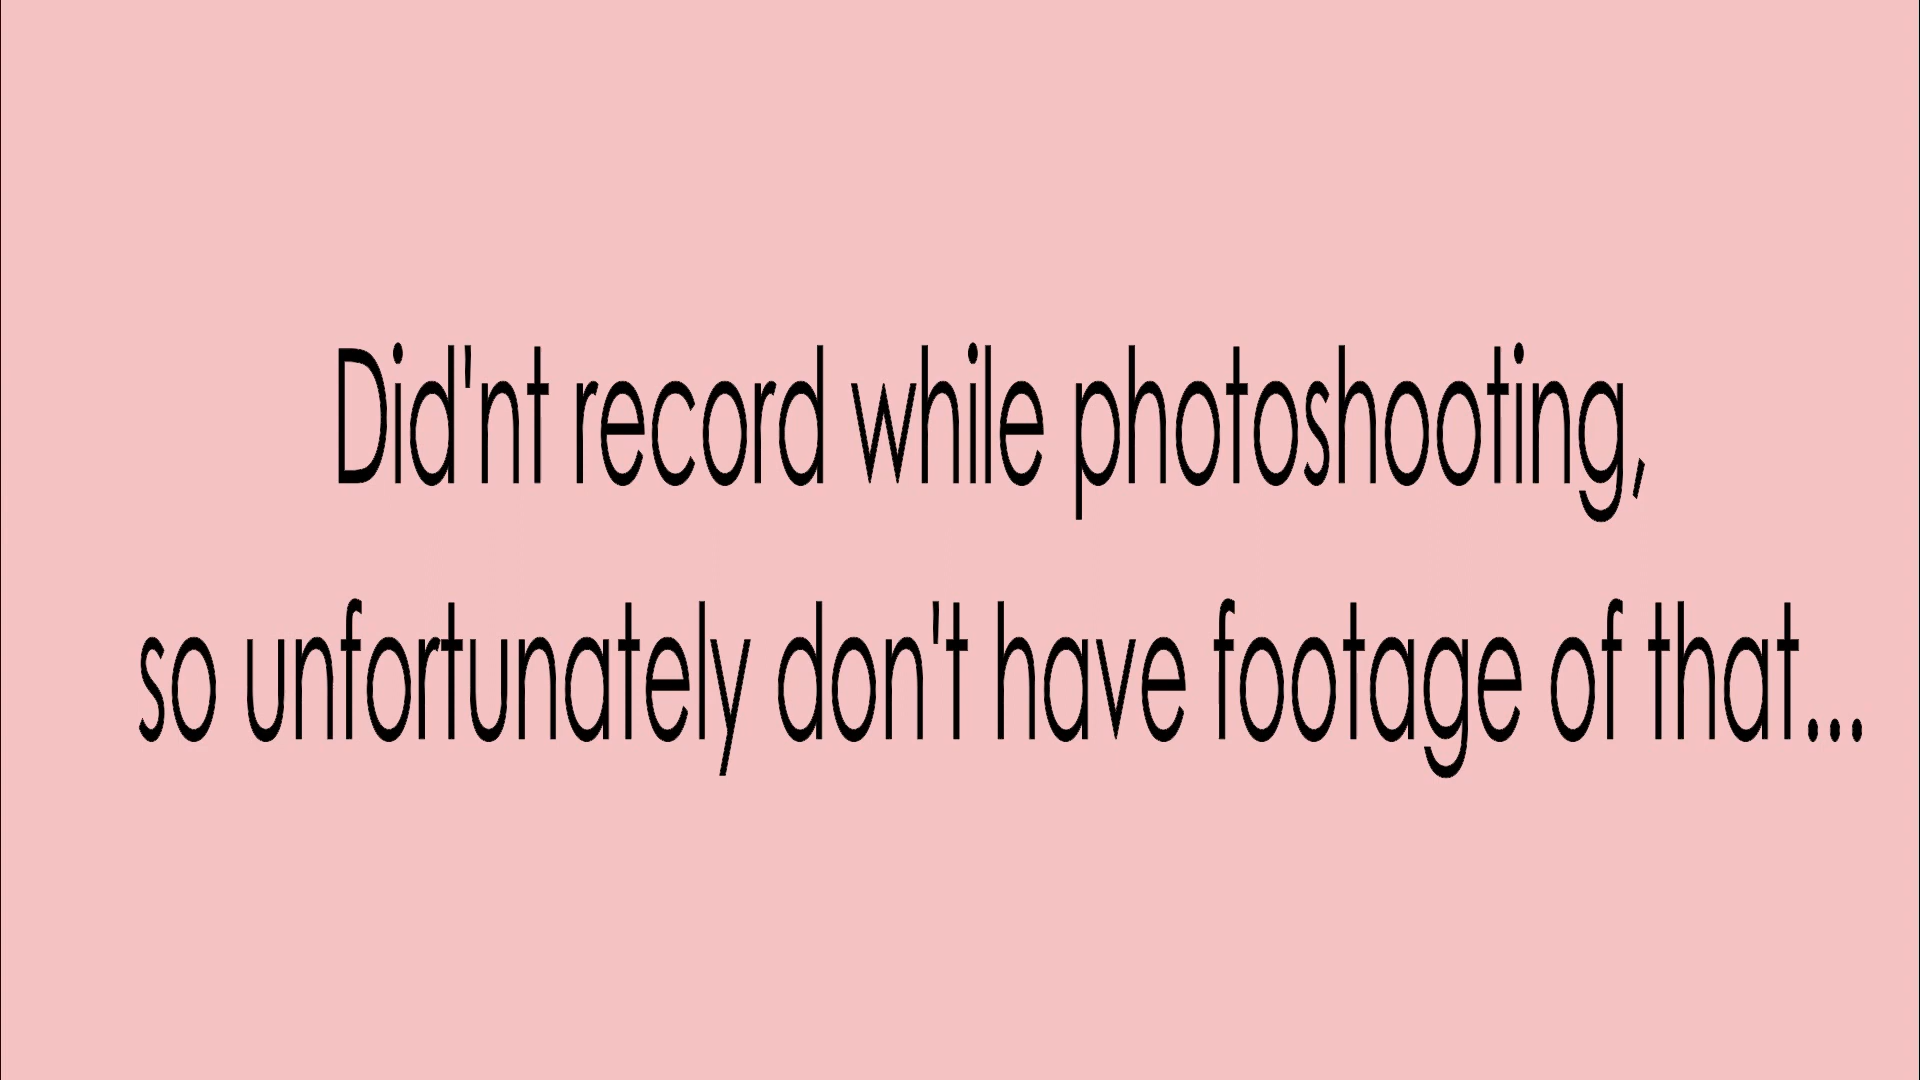 Did'nt record while photoshooting,
so unfortunately don't have footage of that...